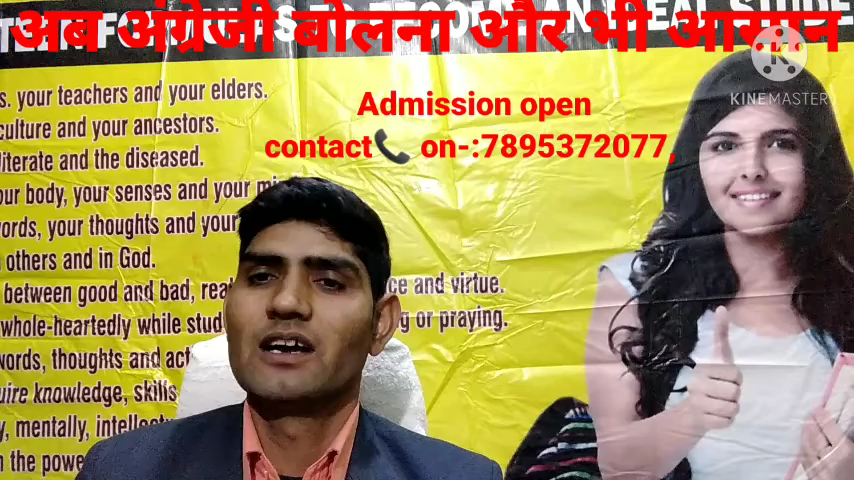 अब अंग्रेजी बोलना और भी आसान
KINEMASTER
Admission open
contact📞 on-:7895372077,
s. your teachers and your elders.
culture and your ancestors.
literate and the diseased.
our body, your senses and your
words, your thoughts and your
others and in God.
between good and bad, ce and virtue.
whole-heartedly while stud g or praying.
words, thoughts and act
uire knowledge, skills
y, mentally,
n the powe